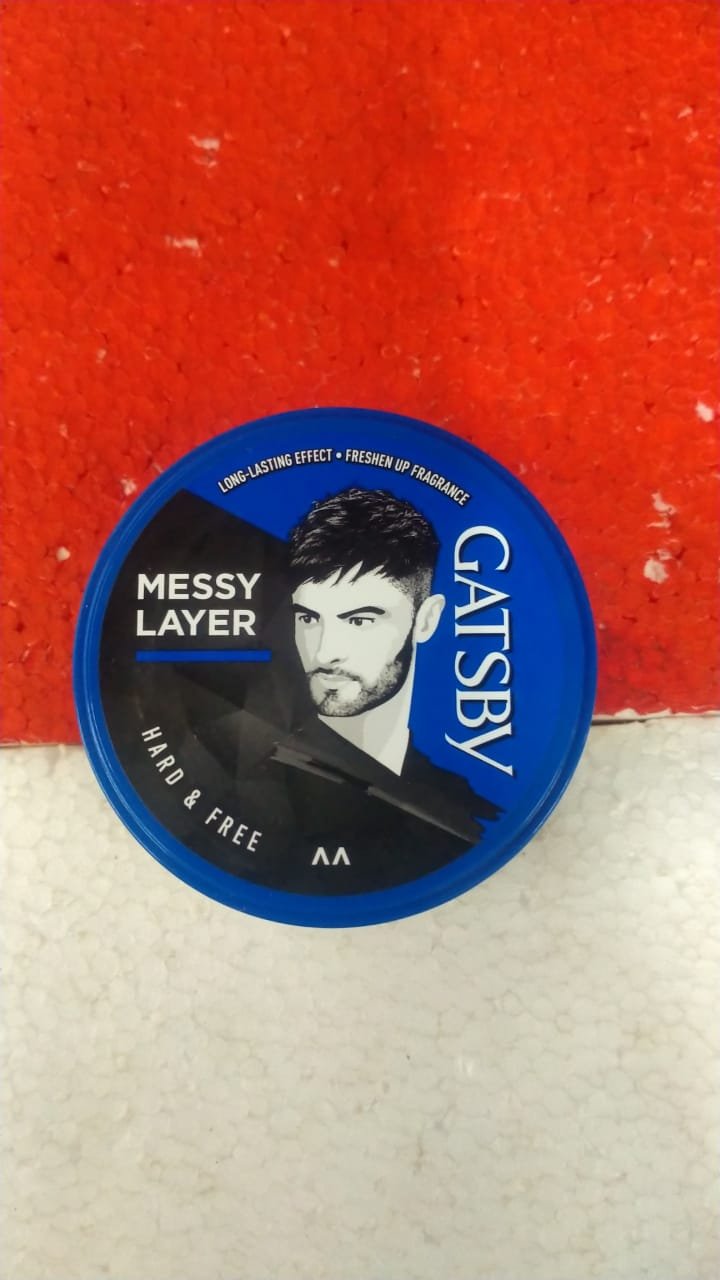 LONG-LASTING EFFECT • FRESHEN UP FRAGRANCE
GATSBY
MESSY
LAYER
HARD & FREE